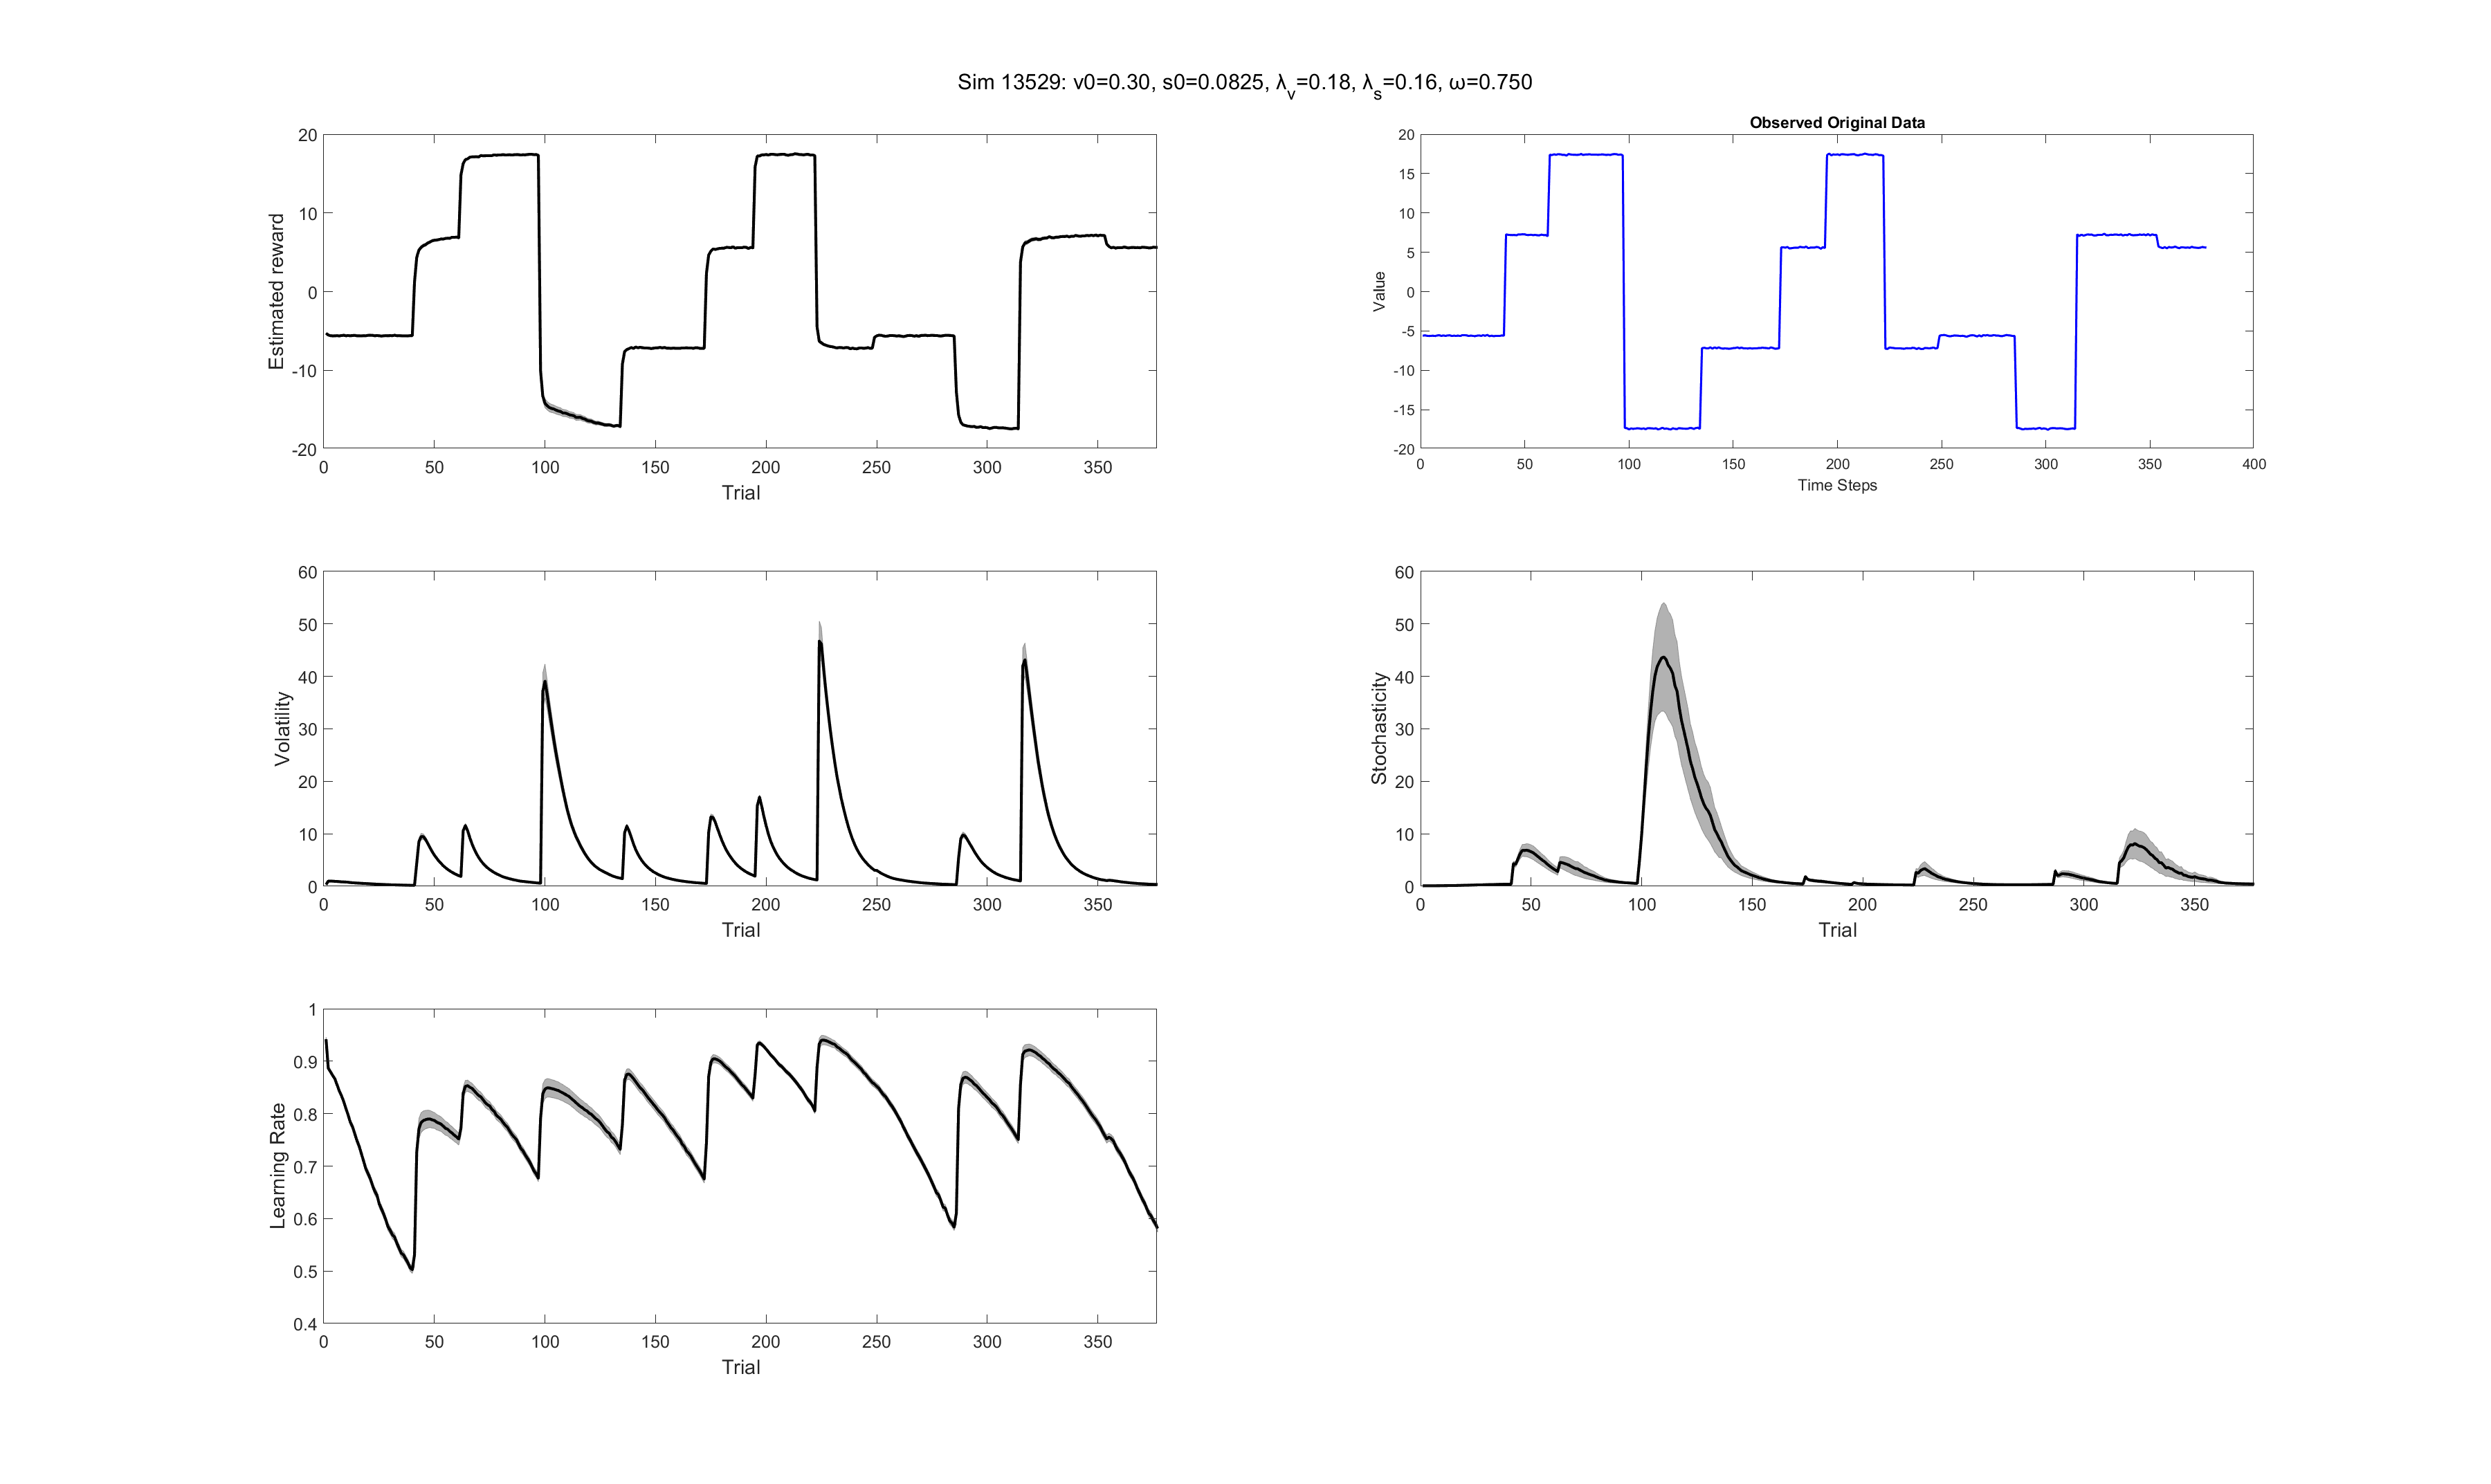 Sim 13529: v0=0.30, s0=0.0825, λv=0.18, λs=0.16, ω=0.750
20
10
0
-10
-20
Estimated reward
0 50 100 150 200 250 300 350
Trial
Observed Original Data
20
15
10
5
0
-5
-10
-15
-20
Value
0 50 100 150 200 250 300 350 400
Time Steps
60
50
40
30
20
10
0
Volatility
0 50 100 150 200 250 300 350
Trial
60
50
40
30
20
10
0
Stochasticity
0 50 100 150 200 250 300 350
Trial
1
0.9
0.8
0.7
0.6
0.5
0.4
Learning Rate
0 50 100 150 200 250 300 350
Trial